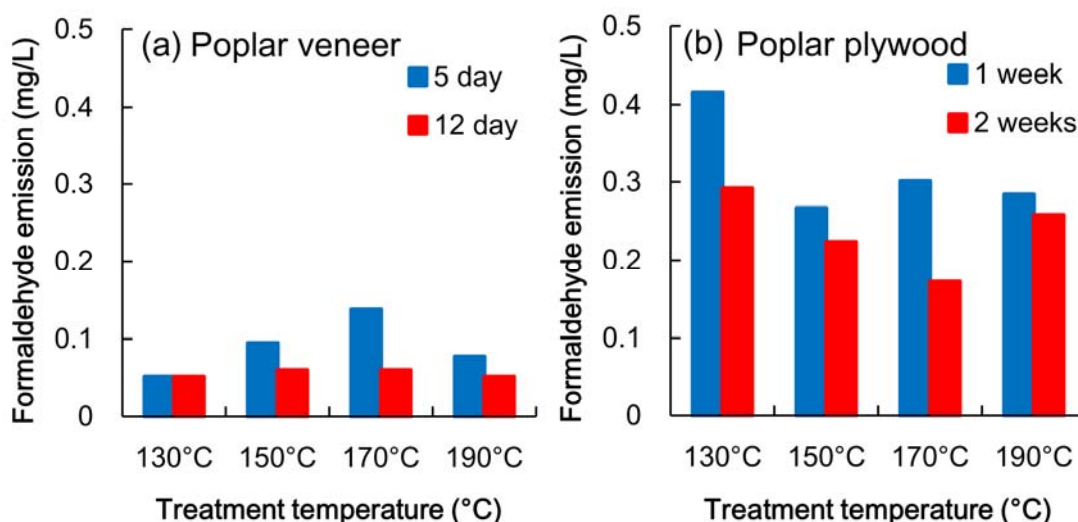 (a) Poplar veneer
5 day
12 day
Formaldehyde emission (mg/L)
0.5
0.4
0.3
0.2
0.1
0
130°C 150°C 170°C 190°C
Treatment temperature (°C)
(b) Poplar plywood
1 week
2 weeks
Formaldehyde emission (mg/L)
0.5
0.4
0.3
0.2
0.1
0
130°C 150°C 170°C 190°C
Treatment temperature (°C)